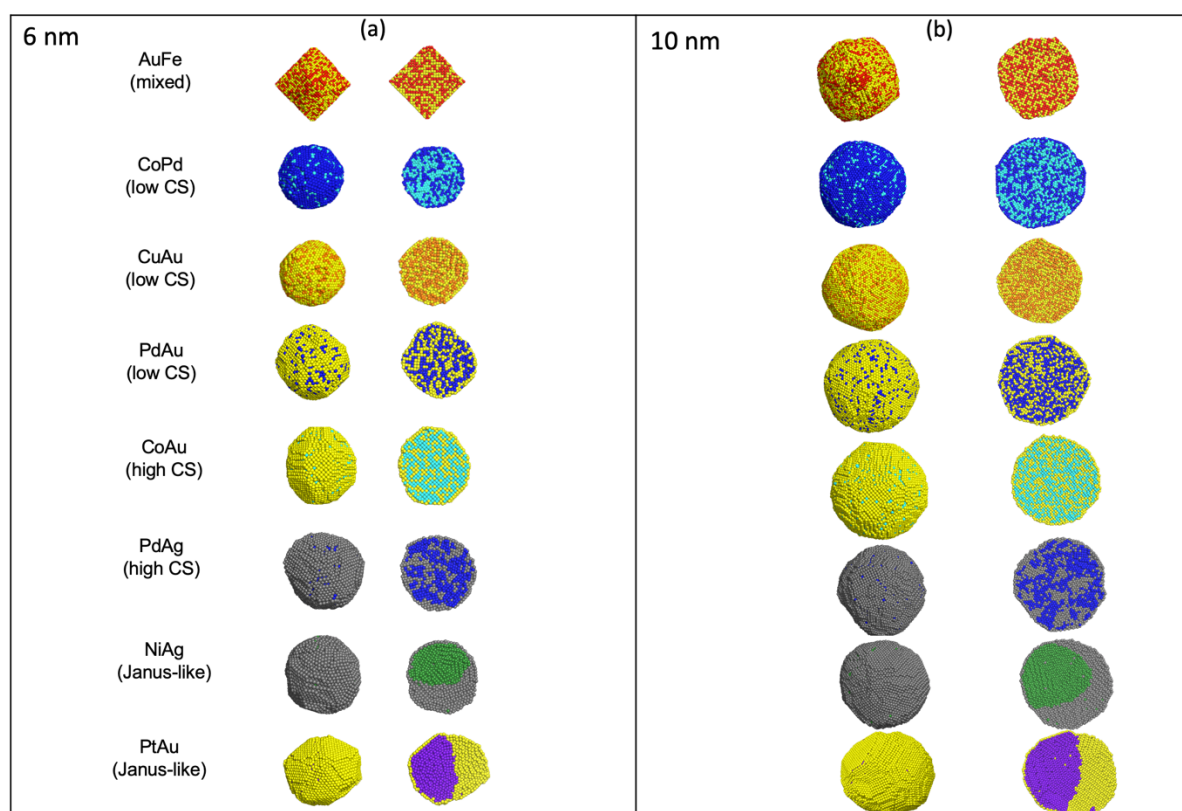 6 nm
(a)
AuFe
(mixed)
CoPd
(low CS)
CuAu
(low CS)
PdAu
(low CS)
CoAu
(high CS)
PdAg
(high CS)
NiAg
(Janus-like)
PtAu
(Janus-like)
10 nm
(b)